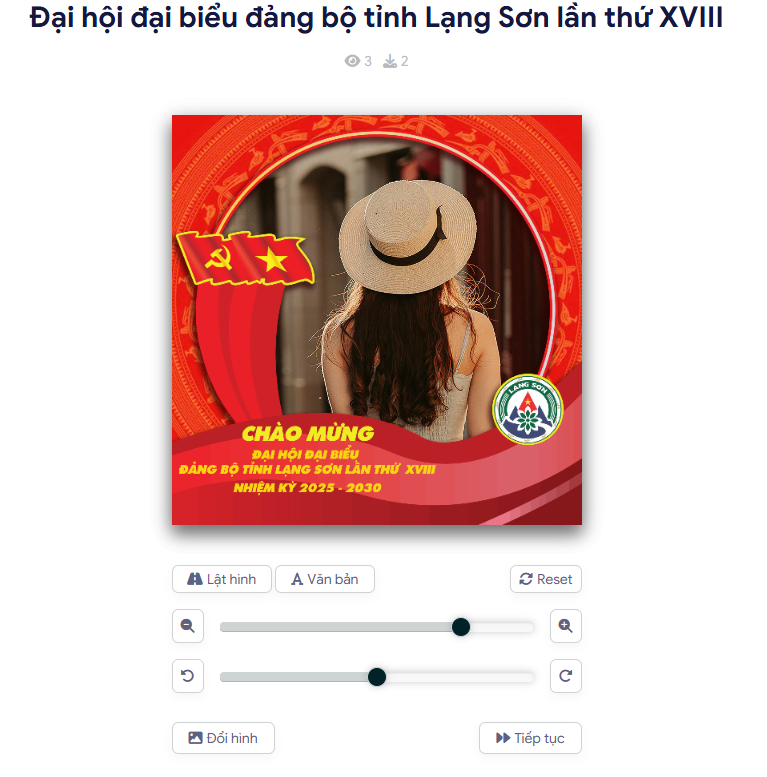 Đại hội đại biểu đảng bộ tỉnh Lạng Sơn lần thứ XVIII
3 2
LẠNG SƠN
CHÀO MỪNG
ĐẠI HỘI ĐẠI BIỂU
ĐẢNG BỘ TỈNH LẠNG SƠN LẦN THỨ XVIII
NHIỆM KỲ 2025 - 2030
Lật hình Văn bản Reset
Đổi hình Tiếp tục